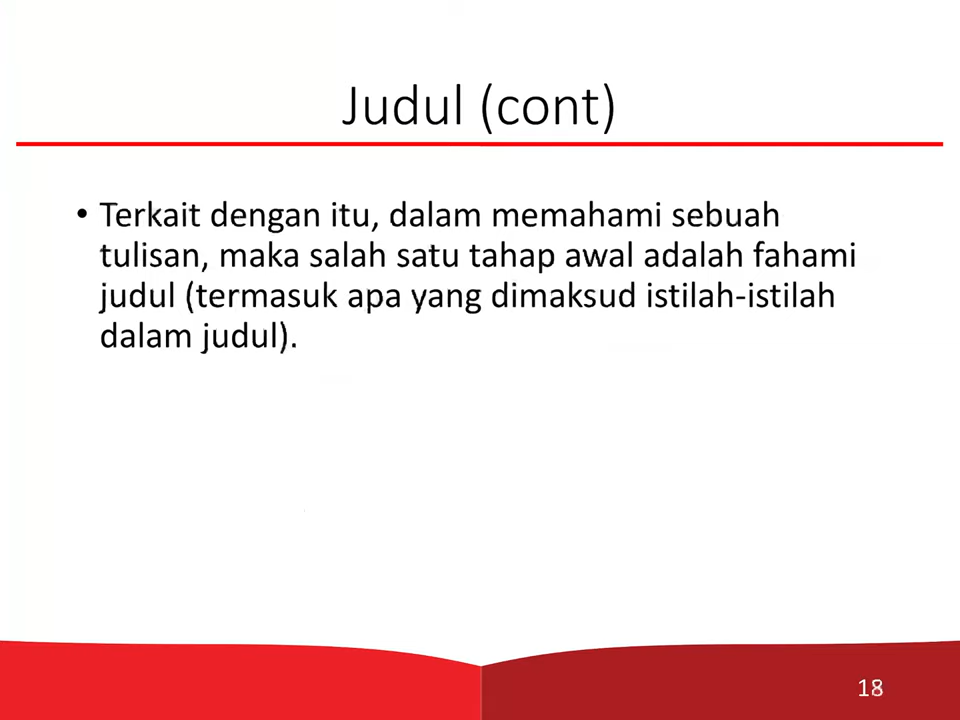 Judul (cont)
• Terkait dengan itu, dalam memahami sebuah
tulisan, maka salah satu tahap awal adalah fahami
judul (termasuk apa yang dimaksud istilah-istilah
dalam judul).
18